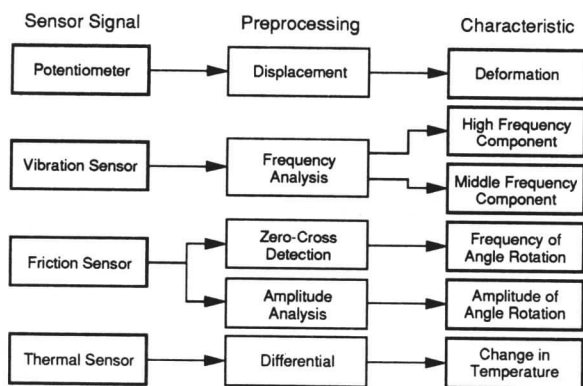 Sensor Signal
Preprocessing
Characteristic
Potentiometer
Displacement
Deformation
Vibration Sensor
Frequency
Analysis
High Frequency
Component
Middle Frequency
Component
Friction Sensor
Zero-Cross
Detection
Frequency of
Angle Rotation
Amplitude
Analysis
Amplitude of
Angle Rotation
Thermal Sensor
Differential
Change in
Temperature